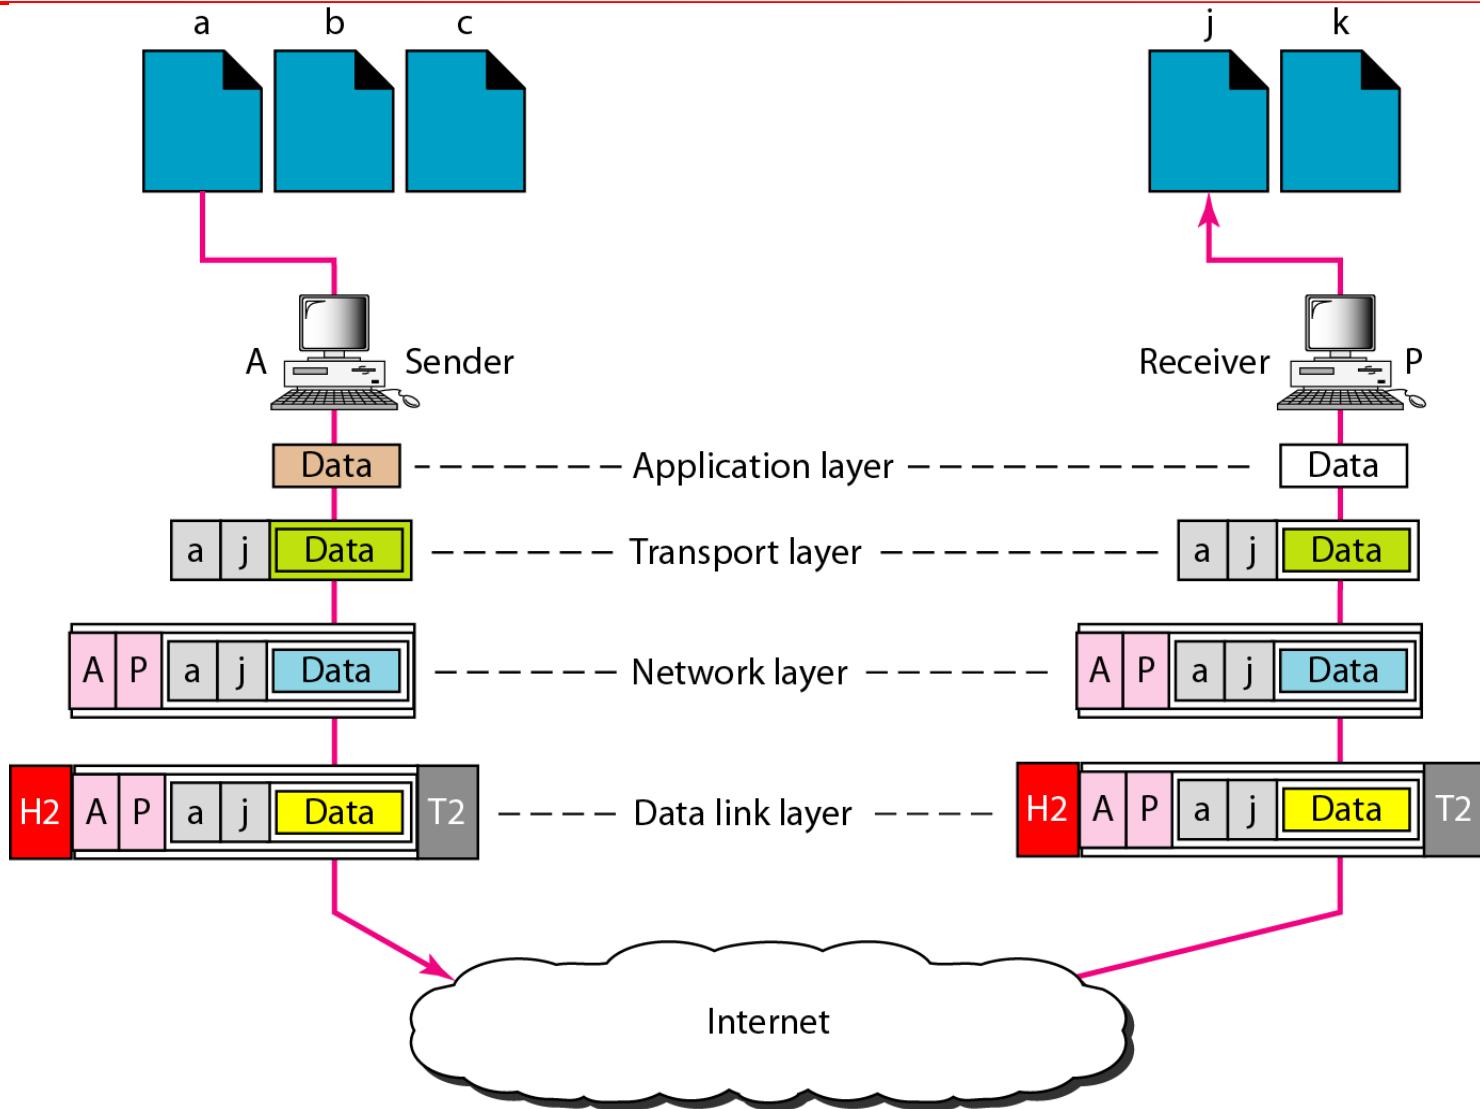 a b c j k
A Sender Receiver P
Data Application layer Data
a j Data Transport layer a j Data
A P a j Data Network layer A P a j Data
H2 A P a j Data T2 Data link layer H2 A P a j Data T2
Internet